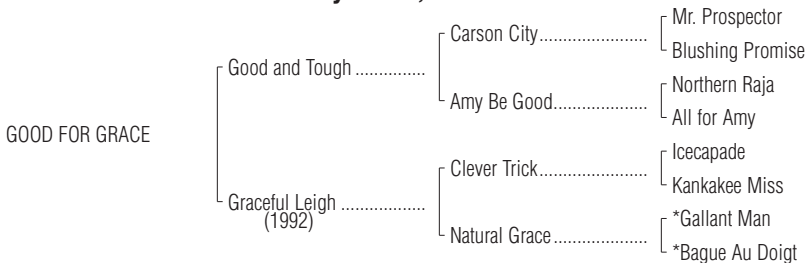 Mr. Prospector
Carson City
Blushing Promise
Good and Tough
Northern Raja
Amy Be Good
All for Amy
GOOD FOR GRACE
Icecapade
Clever Trick
Kankakee Miss
Graceful Leigh
(1992)
*Gallant Man
Natural Grace
*Bague Au Doigt